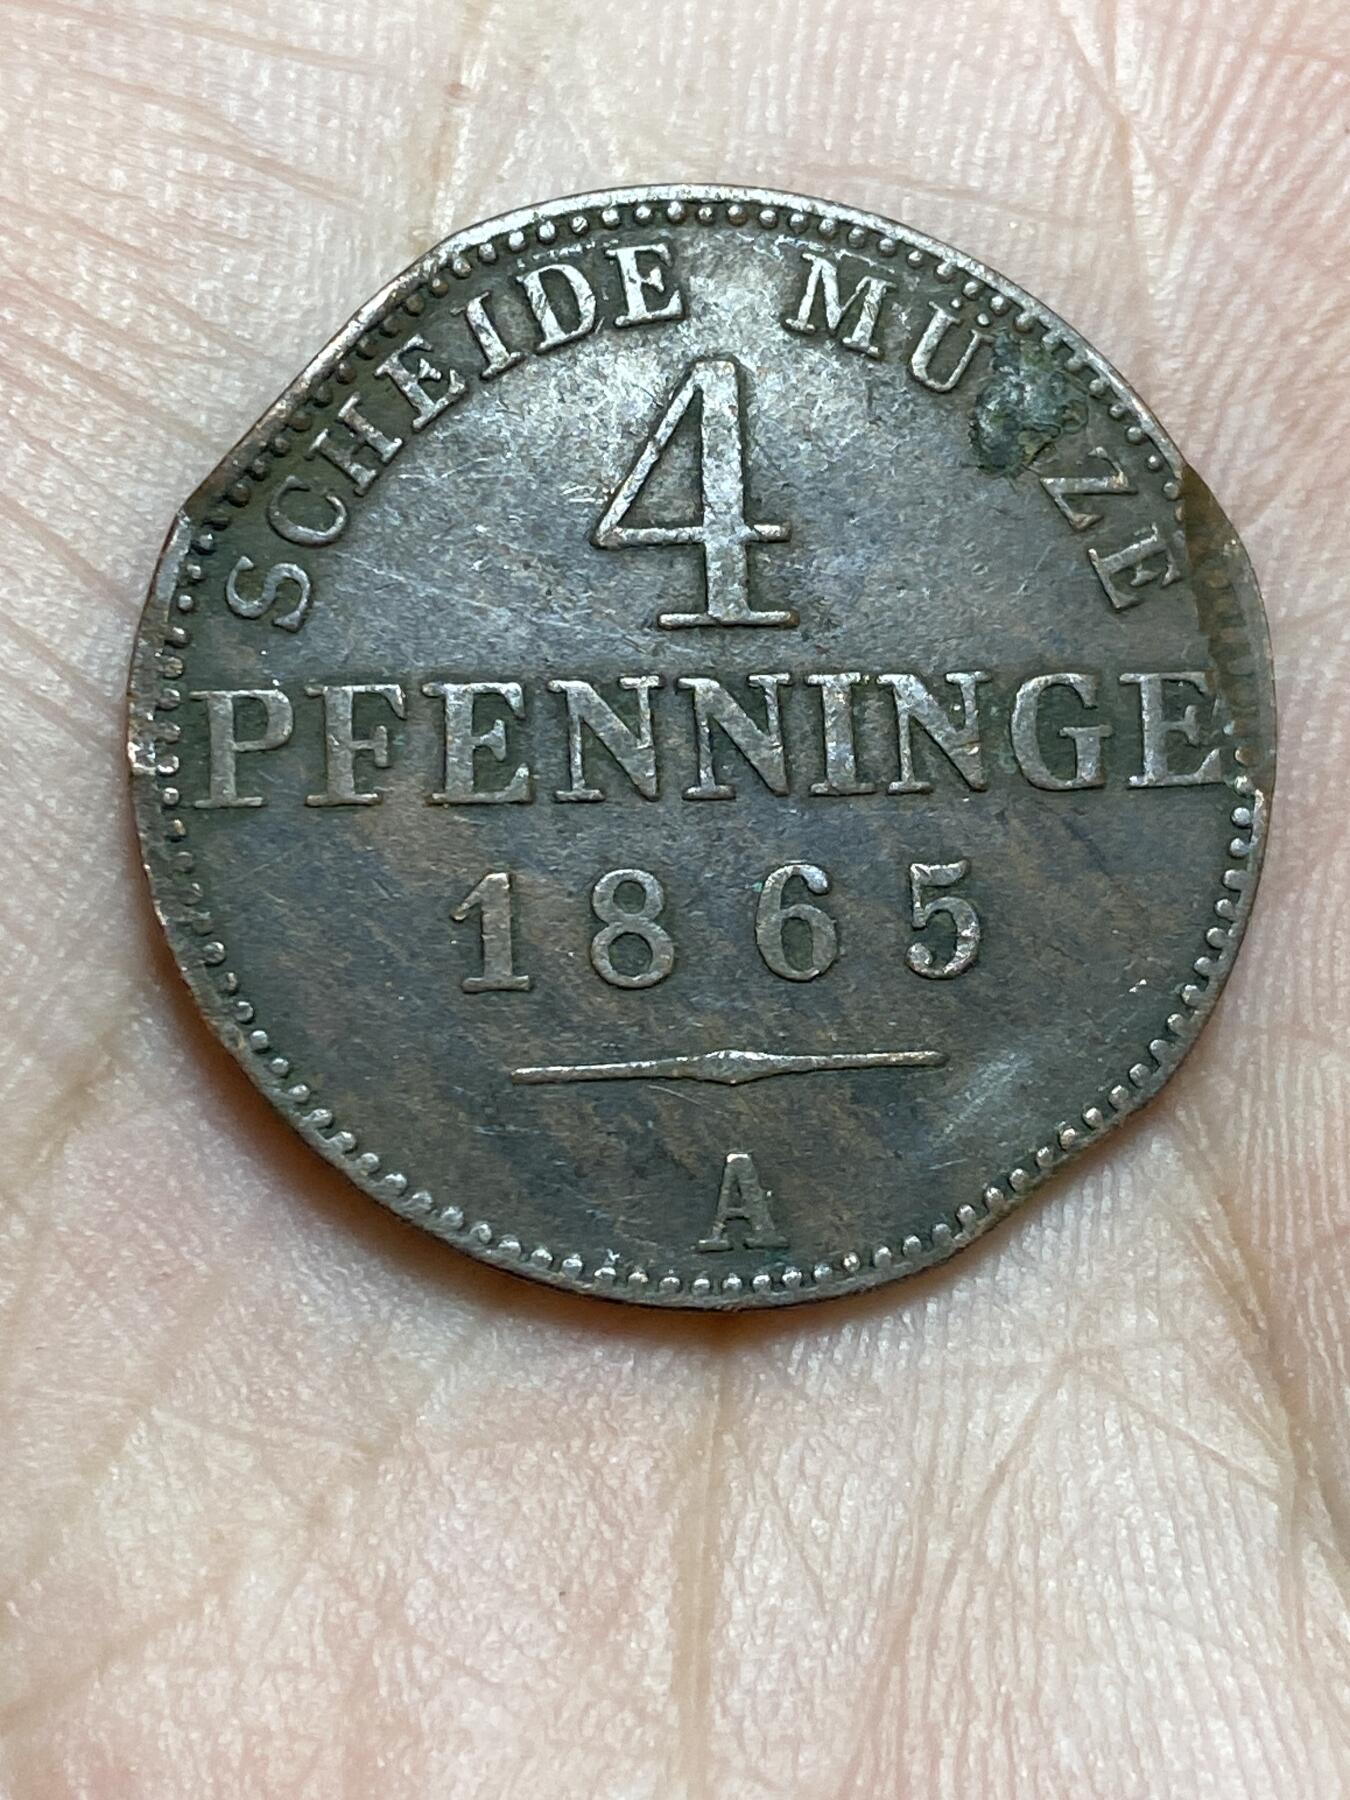 SCHEIDE MÜNZE
4
PFENNINGE
1865
A